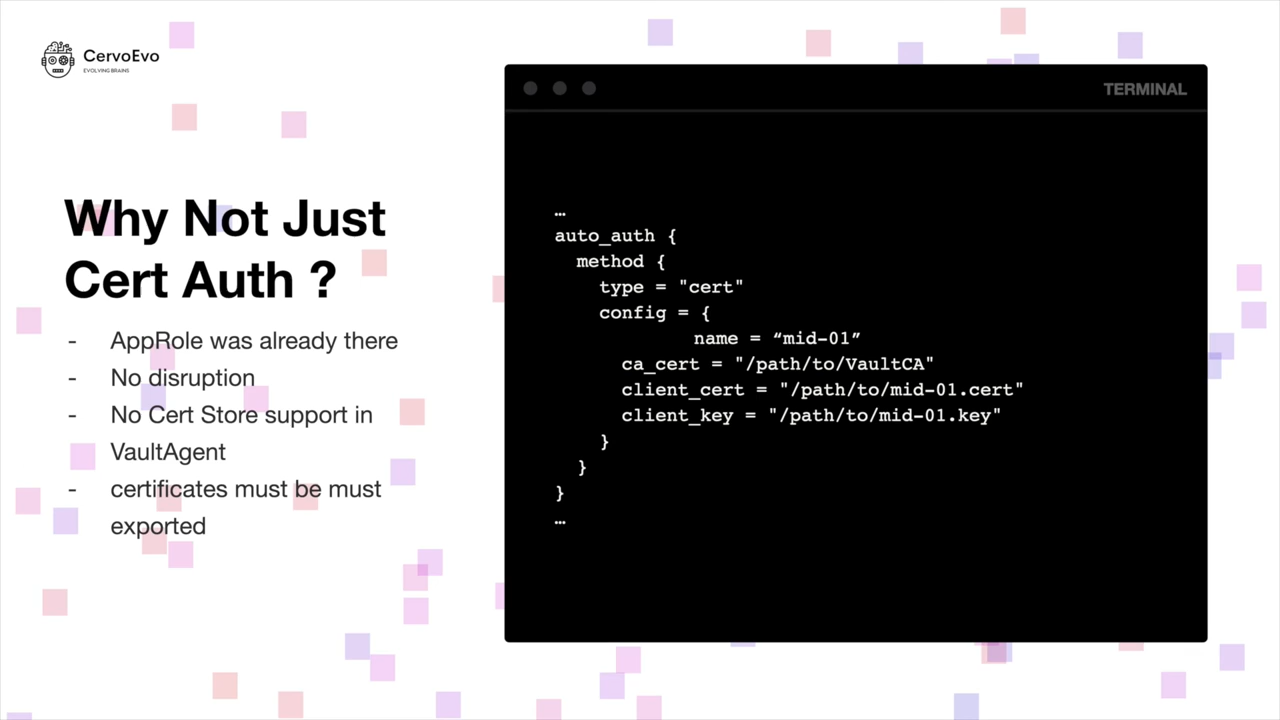 CervoEvo
EVOLVING BRAINS
TERMINAL
Why Not Just
Cert Auth ?
- AppRole was already there
- No disruption
- No Cert Store support in
VaultAgent
- certificates must be must
exported
…
auto_auth {
method {
type = "cert"
config = {
name = “mid-01”
ca_cert = "/path/to/VaultCA"
client_cert = "/path/to/mid-01.cert"
client_key = "/path/to/mid-01.key"
}
}
}
…